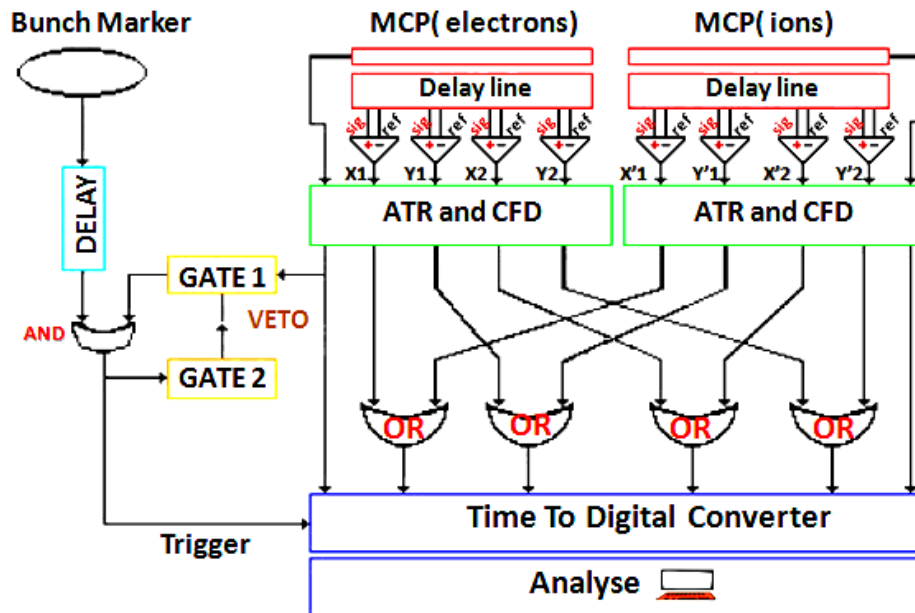 Bunch Marker
MCP( electrons)
MCP( ions)
Delay line
Delay line
sig ref sig ref sig ref sig ref
sig ref sig ref sig ref sig ref
+ - + - + - + -
+ - + - + - + -
X1 Y1 X2 Y2
X'1 Y'1 X'2 Y'2
ATR and CFD
ATR and CFD
DELAY
GATE 1
VETO
AND
GATE 2
OR
OR
OR
OR
Time To Digital Converter
Trigger
Analyse